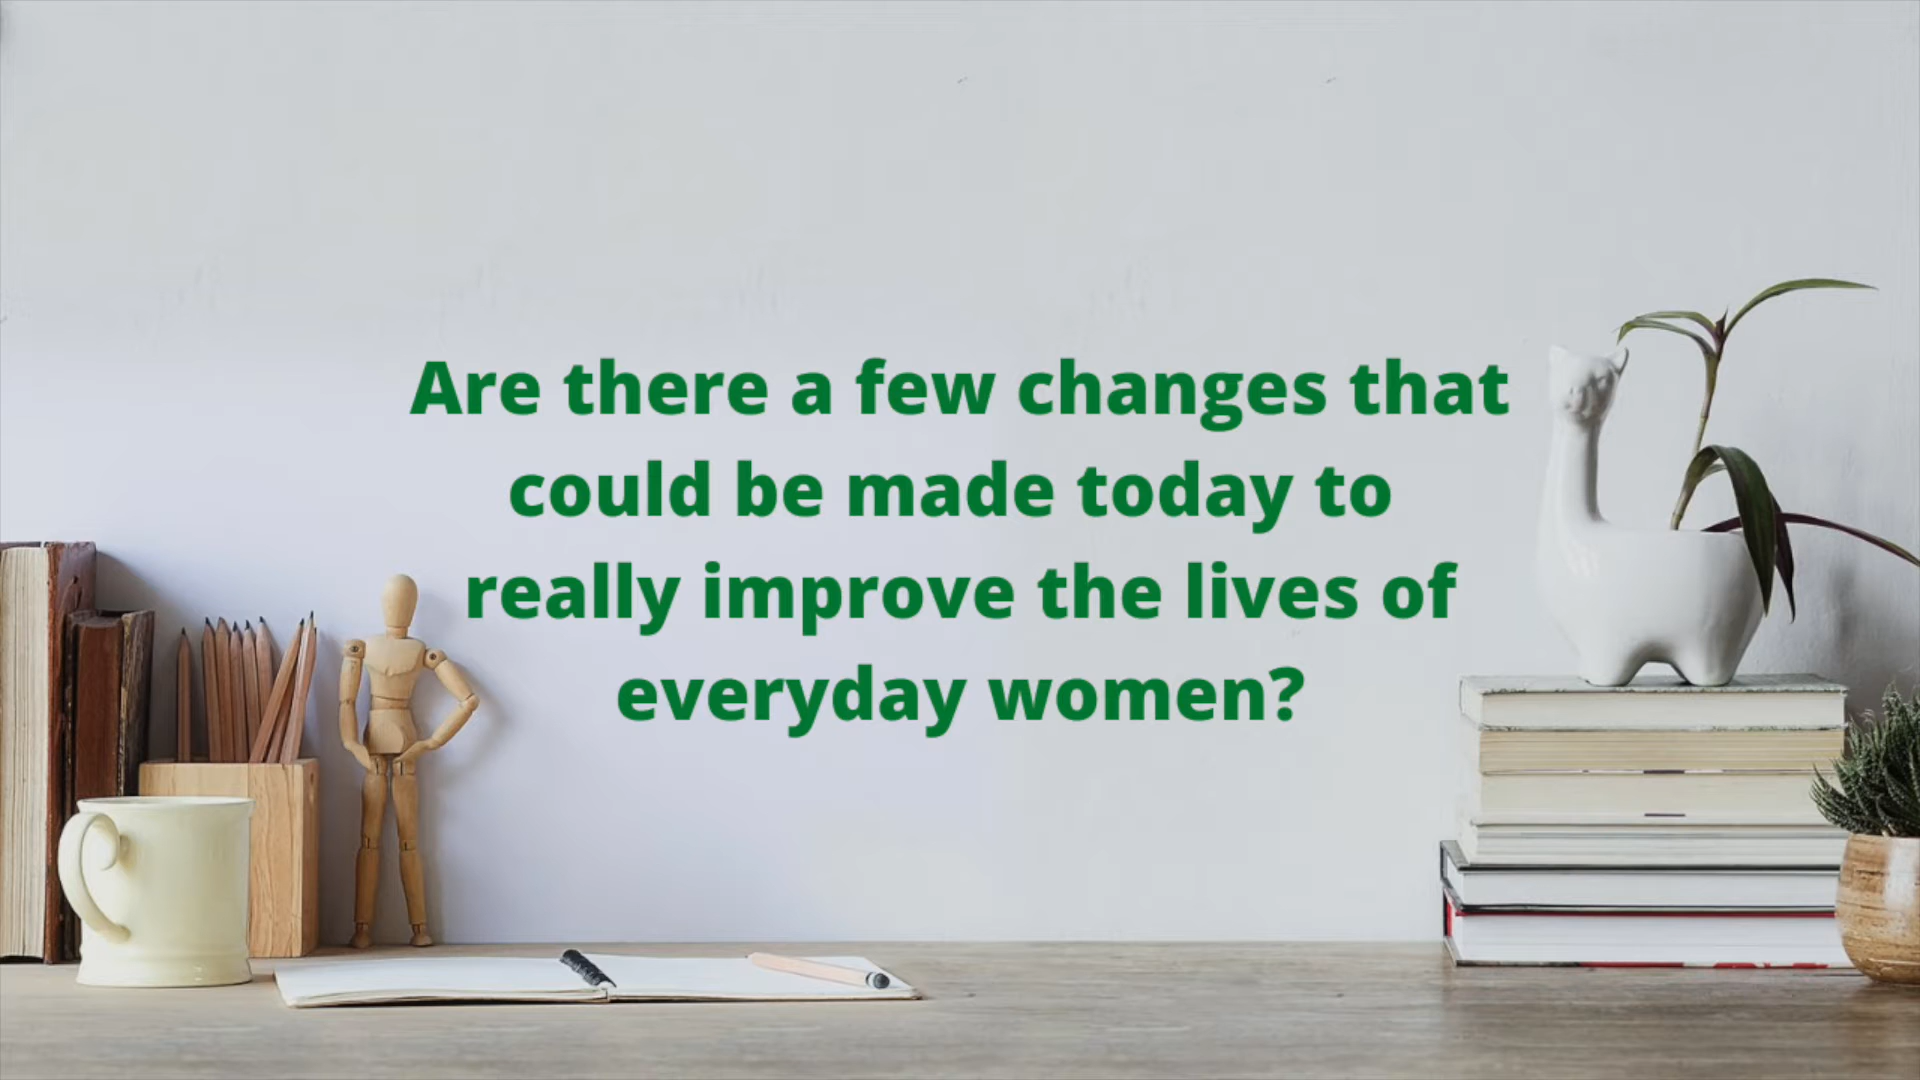 Are there a few changes that
could be made today to
really improve the lives of
everyday women?